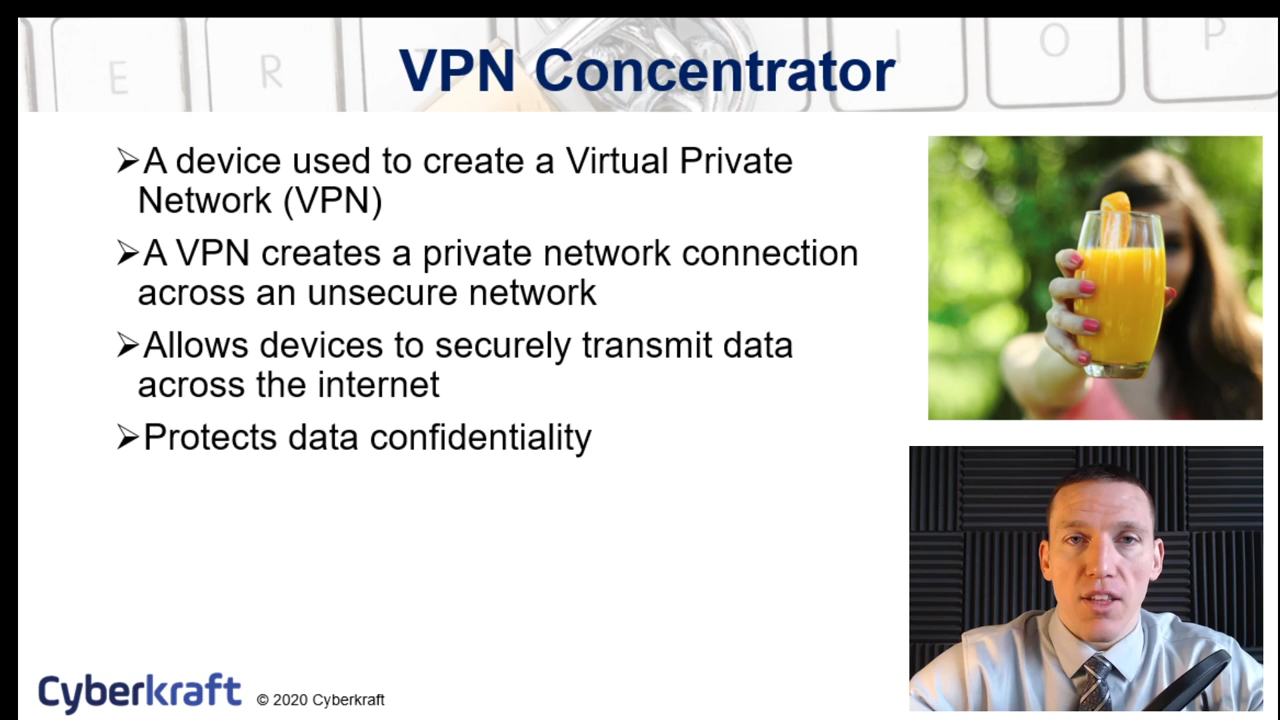 E R I O P
VPN Concentrator
➢A device used to create a Virtual Private
Network (VPN)
➢A VPN creates a private network connection
across an unsecure network
➢Allows devices to securely transmit data
across the internet
➢Protects data confidentiality
Cyberkraft © 2020 Cyberkraft